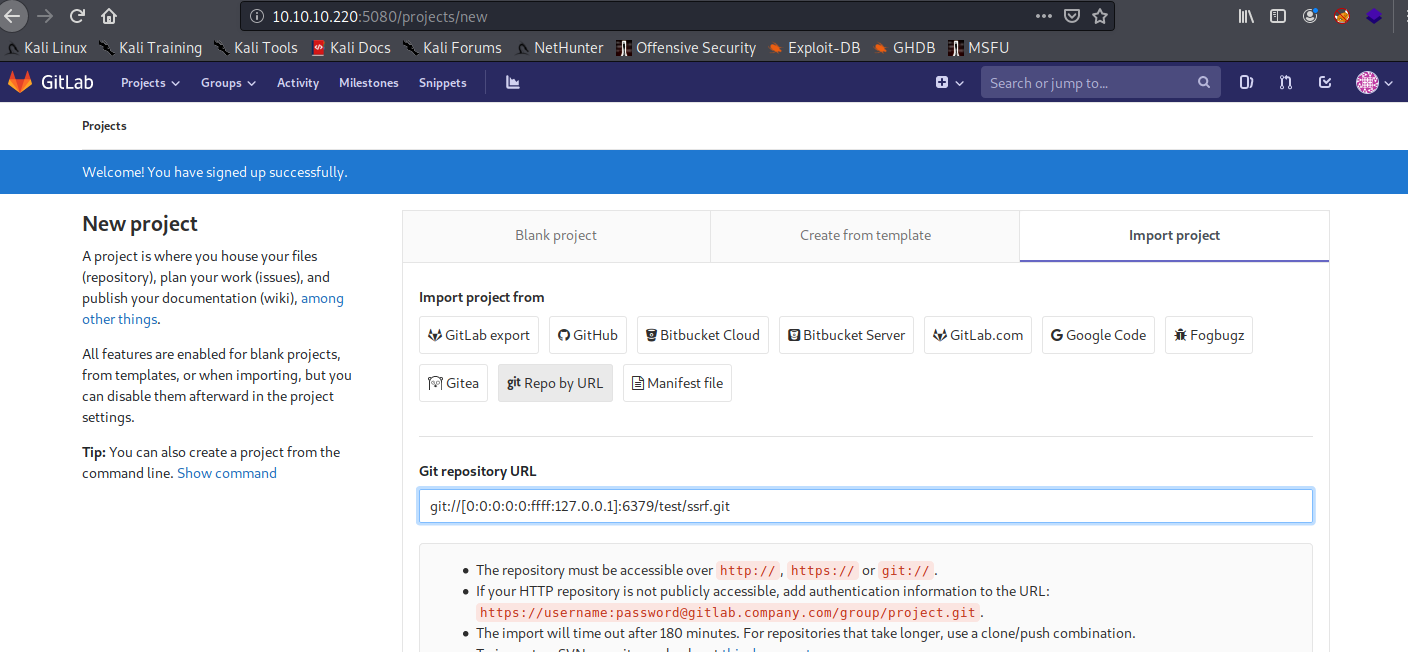 10.10.10.220:5080/projects/new
Kali Linux Kali Training Kali Tools Kali Docs Kali Forums NetHunter Offensive Security Exploit-DB GHDB MSFU
GitLab Projects Groups Activity Milestones Snippets Search or jump to...
Projects
Welcome! You have signed up successfully.
New project
A project is where you house your files
(repository), plan your work (issues), and
publish your documentation (wiki), among
other things.
All features are enabled for blank projects,
from templates, or when importing, but you
can disable them afterward in the project
settings.
Tip: You can also create a project from the
command line. Show command
Blank project Create from template Import project
Import project from
GitLab export GitHub Bitbucket Cloud Bitbucket Server GitLab.com Google Code Fogbugz
Gitea git Repo by URL Manifest file
Git repository URL
git://[0:0:0:0:0:ffff:127.0.0.1]:6379/test/ssrf.git
The repository must be accessible over http://, https:// or git://.
If your HTTP repository is not publicly accessible, add authentication information to the URL:
https://username:password@gitlab.company.com/group/project.git.
The import will time out after 180 minutes. For repositories that take longer, use a clone/push combination.